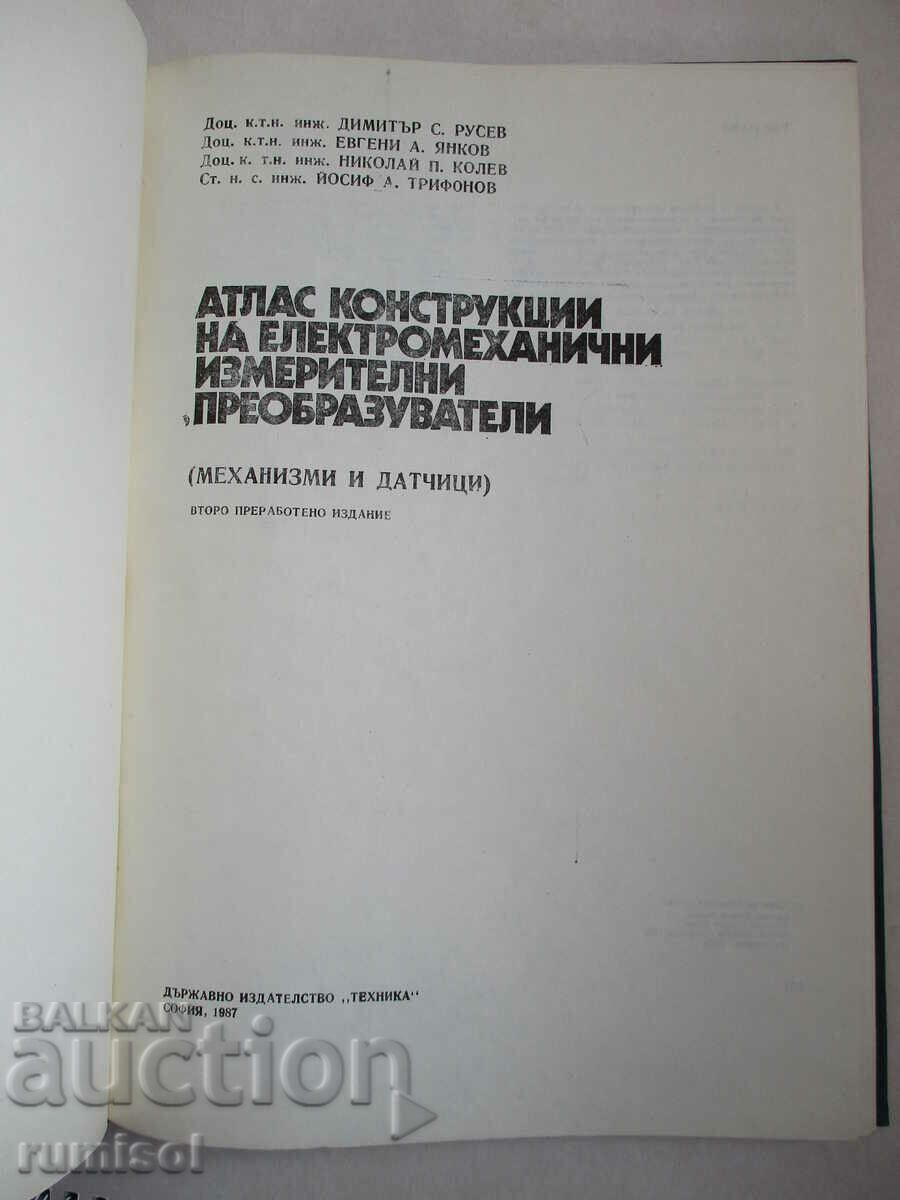 Доц. к.т.н. инж. ДИМИТЪР С. РУСЕВ
Доц. к.т.н. инж. ЕВГЕНИ А. ЯНКОВ
Доц. к. т.н. инж. НИКОЛАЙ П. КОЛЕВ
Ст. н. с. инж. ЙОСИФ А. ТРИФОНОВ
АТЛАС КОНСТРУКЦИИ
НА ЕЛЕКТРОМЕХАНИЧНИ
ИЗМЕРИТЕЛНИ
ПРЕОБРАЗУВАТЕЛИ
(МЕХАНИЗМИ И ДАТЧИЦИ)
ВТОРО ПРЕРАБОТЕНО ИЗДАНИЕ
ДЪРЖАВНО ИЗДАТЕЛСТВО „ТЕХНИКА"
СОФИЯ, 1987
BALKAN
auction
rumisol